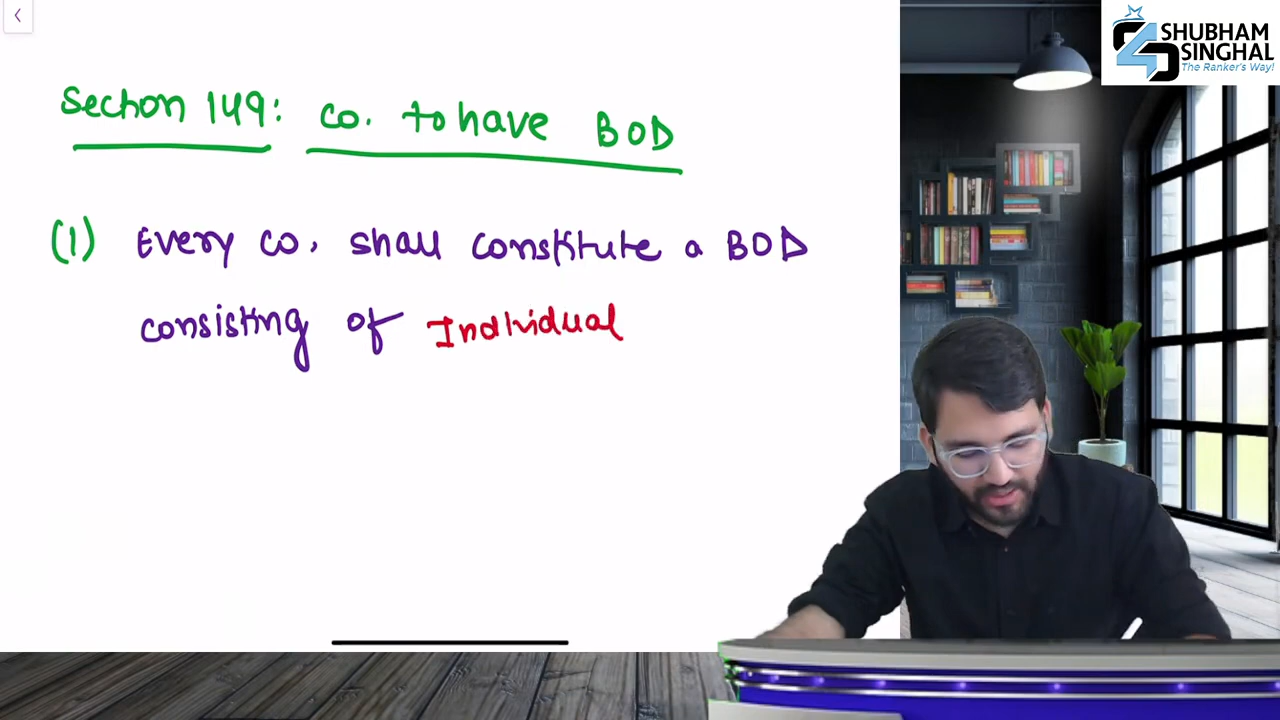 SHUBHAM
SINGHAL
The Ranker's Way!
Section 149: Co. to have BOD
(1) Every Co. shall constitute a BOD
consisting of Individual